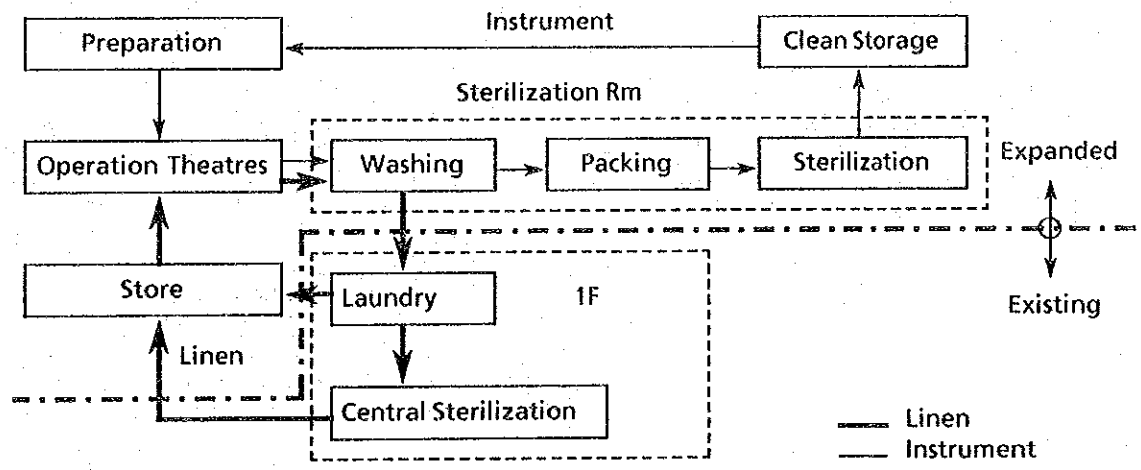 Instrument
Preparation
Clean Storage
Sterilization Rm
Operation Theatres
Washing
Packing
Sterilization
Expanded
Store
Laundry
1F
Existing
Linen
Central Sterilization
Linen
Instrument